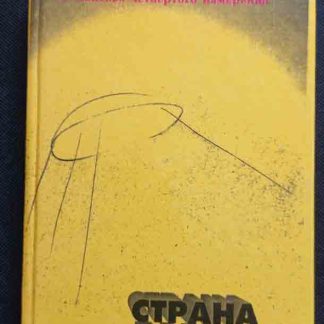 четвертого измерения
СТРАНА